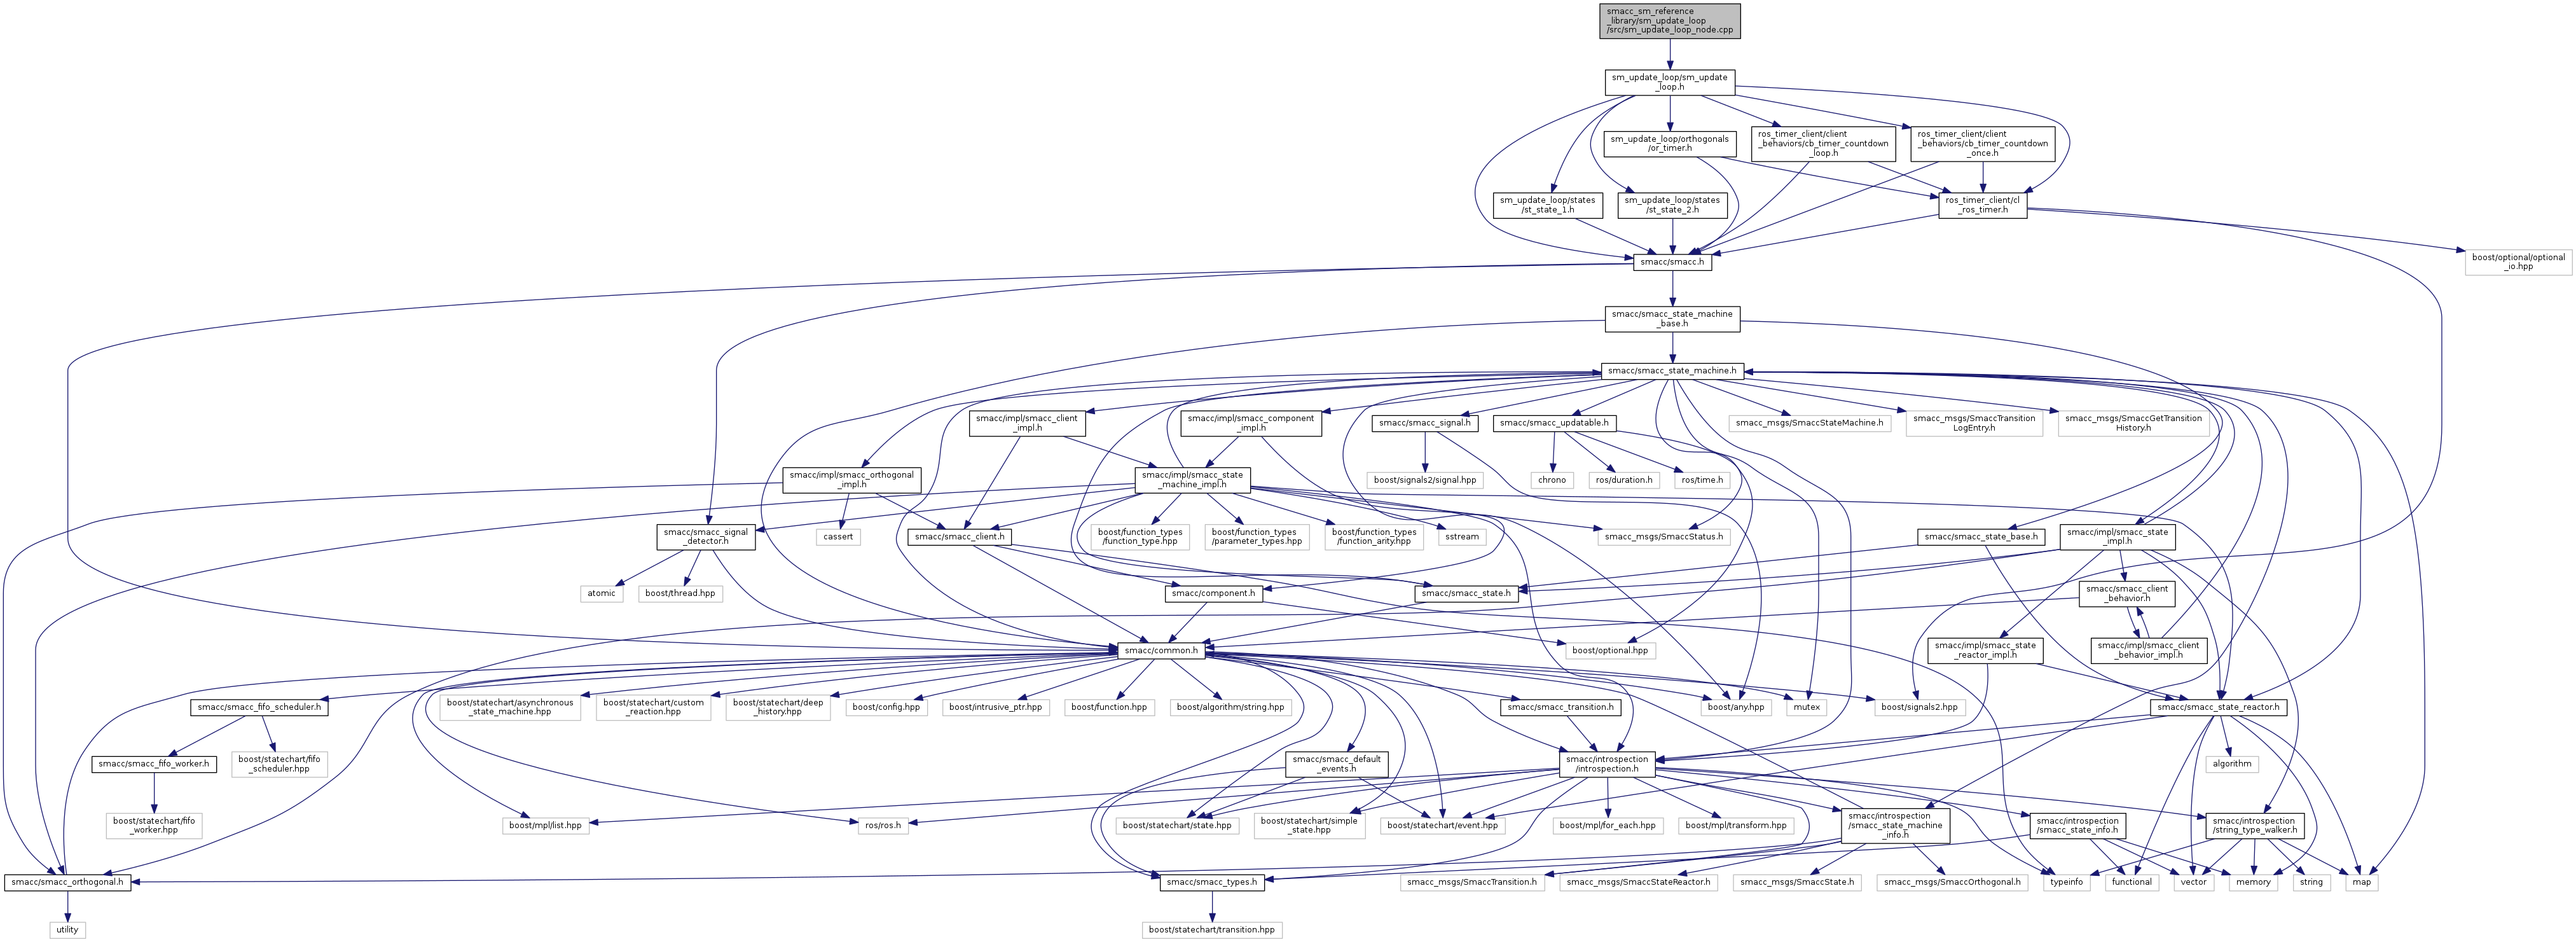 smacc_sm_reference
_library/sm_update_loop
/src/sm_update_loop_node.cpp
sm_update_loop/sm_update
_loop.h
sm_update_loop/orthogonals
/or_timer.h
ros_timer_client/client
_behaviors/cb_timer_countdown
_loop.h
ros_timer_client/client
_behaviors/cb_timer_countdown
_once.h
sm_update_loop/states
/st_state_1.h
sm_update_loop/states
/st_state_2.h
ros_timer_client/cl
_ros_timer.h
smacc/smacc.h
boost/optional/optional
_io.hpp
smacc/smacc_state_machine
_base.h
smacc/smacc_state_machine.h
smacc/impl/smacc_client
_impl.h
smacc/impl/smacc_component
_impl.h
smacc/smacc_signal.h
smacc/smacc_updatable.h
smacc_msgs/SmaccStateMachine.h
smacc_msgs/SmaccTransition
LogEntry.h
smacc_msgs/SmaccGetTransition
History.h
smacc/impl/smacc_orthogonal
_impl.h
smacc/impl/smacc_state
_machine_impl.h
boost/signals2/signal.hpp
chrono
ros/duration.h
ros/time.h
smacc/smacc_signal
_detector.h
cassert
smacc/smacc_client.h
boost/function_types
/function_type.hpp
boost/function_types
/parameter_types.hpp
boost/function_types
/function_arity.hpp
sstream
smacc_msgs/SmaccStatus.h
smacc/smacc_state_base.h
smacc/impl/smacc_state
_impl.h
atomic
boost/thread.hpp
smacc/component.h
smacc/smacc_state.h
smacc/smacc_client
_behavior.h
smacc/common.h
boost/optional.hpp
smacc/impl/smacc_state
_reactor_impl.h
smacc/impl/smacc_client
_behavior_impl.h
smacc/smacc_fifo_scheduler.h
boost/statechart/asynchronous
_state_machine.hpp
boost/statechart/custom
_reaction.hpp
boost/statechart/deep
_history.hpp
boost/config.hpp
boost/intrusive_ptr.hpp
boost/function.hpp
boost/algorithm/string.hpp
smacc/smacc_transition.h
boost/any.hpp
mutex
boost/signals2.hpp
smacc/smacc_state_reactor.h
smacc/smacc_fifo_worker.h
boost/statechart/fifo
_scheduler.hpp
smacc/smacc_default
_events.h
smacc/introspection
/introspection.h
algorithm
boost/statechart/fifo
_worker.hpp
boost/mpl/list.hpp
ros/ros.h
boost/statechart/state.hpp
boost/statechart/simple
_state.hpp
boost/statechart/event.hpp
boost/mpl/for_each.hpp
boost/mpl/transform.hpp
smacc/introspection
/smacc_state_machine
_info.h
smacc/introspection
/smacc_state_info.h
smacc/introspection
/string_type_walker.h
smacc/smacc_orthogonal.h
smacc/smacc_types.h
smacc_msgs/SmaccTransition.h
smacc_msgs/SmaccStateReactor.h
smacc_msgs/SmaccState.h
smacc_msgs/SmaccOrthogonal.h
typeinfo
functional
vector
memory
string
map
utility
boost/statechart/transition.hpp